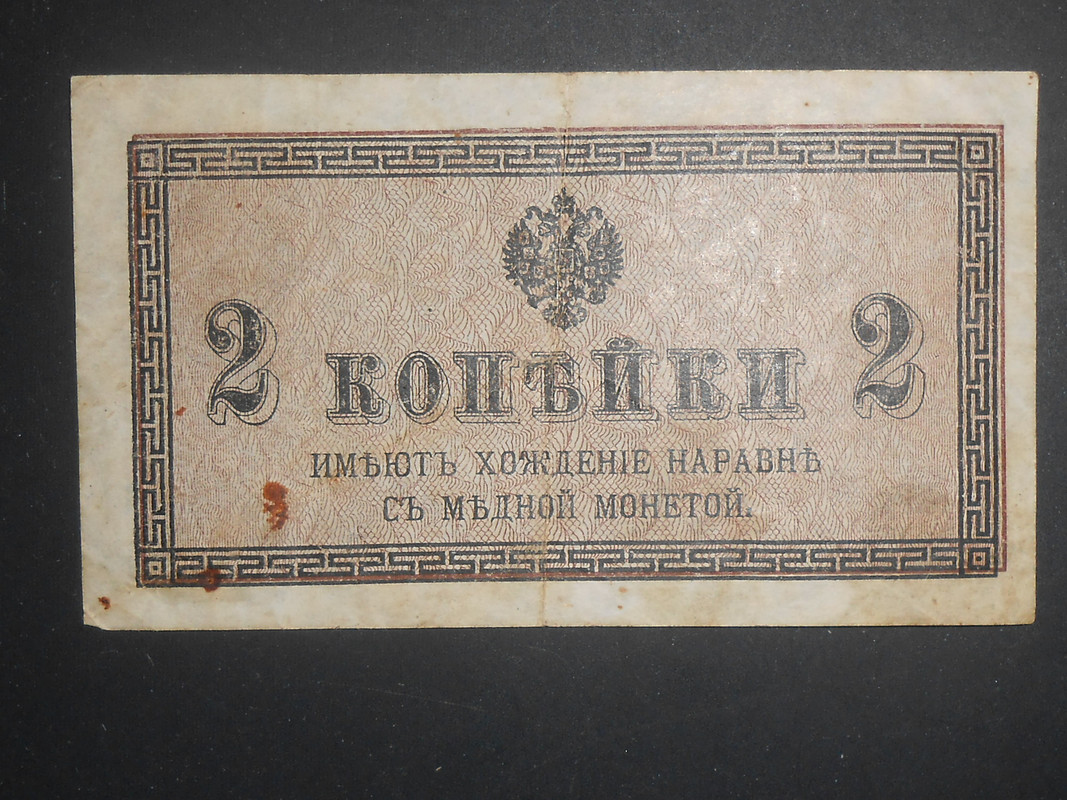 2 КОПѢЙКИ 2
ИМѢЮТЪ ХОЖДЕНІЕ НАРАВНѢ
СЪ МѢДНОЙ МОНЕТОЙ.